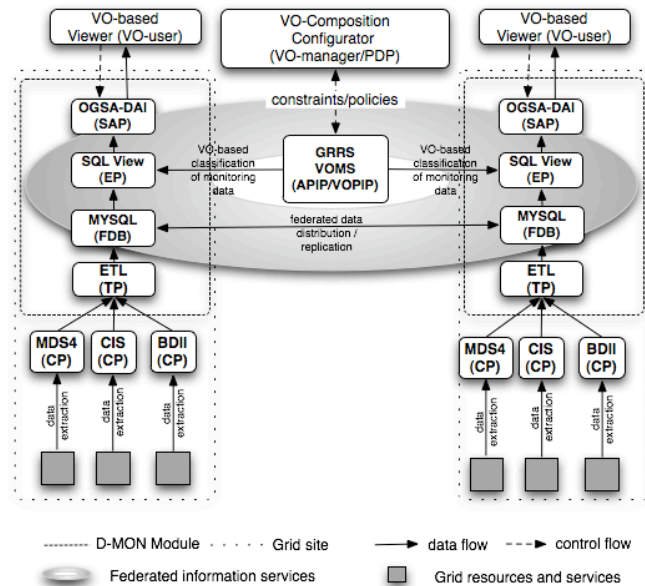 VO-based
Viewer (VO-user)
VO-Composition
Configurator
(VO-manager/PDP)
VO-based
Viewer (VO-user)
constraints/policies
OGSA-DAI
(SAP)
OGSA-DAI
(SAP)
VO-based
classification
of monitoring
data
GRRS
VOMS
(APIP/VOPIP)
VO-based
classification
of monitoring
data
SQL View
(EP)
SQL View
(EP)
MYSQL
(FDB)
federated data
distribution /
replication
MYSQL
(FDB)
ETL
(TP)
ETL
(TP)
MDS4
(CP)
CIS
(CP)
BDII
(CP)
MDS4
(CP)
CIS
(CP)
BDII
(CP)
data
extraction
data
extraction
data
extraction
data
extraction
data
extraction
data
extraction
D-MON Module
Grid site
data flow
control flow
Federated information services
Grid resources and services